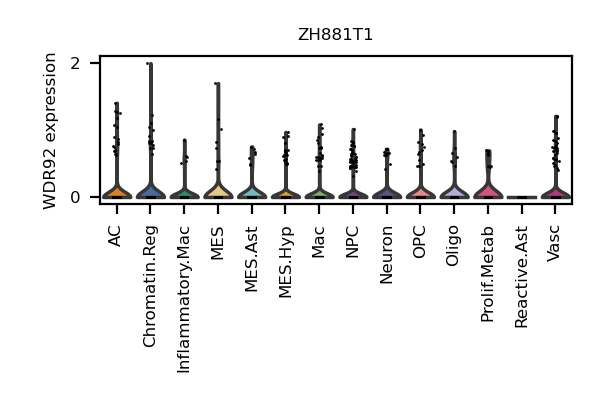 ZH881T1
WDR92 expression
2
0
AC
Chromatin.Reg
Inflammatory.Mac
MES
MES.Ast
MES.Hyp
Mac
NPC
Neuron
OPC
Oligo
Prolif.Metab
Reactive.Ast
Vasc